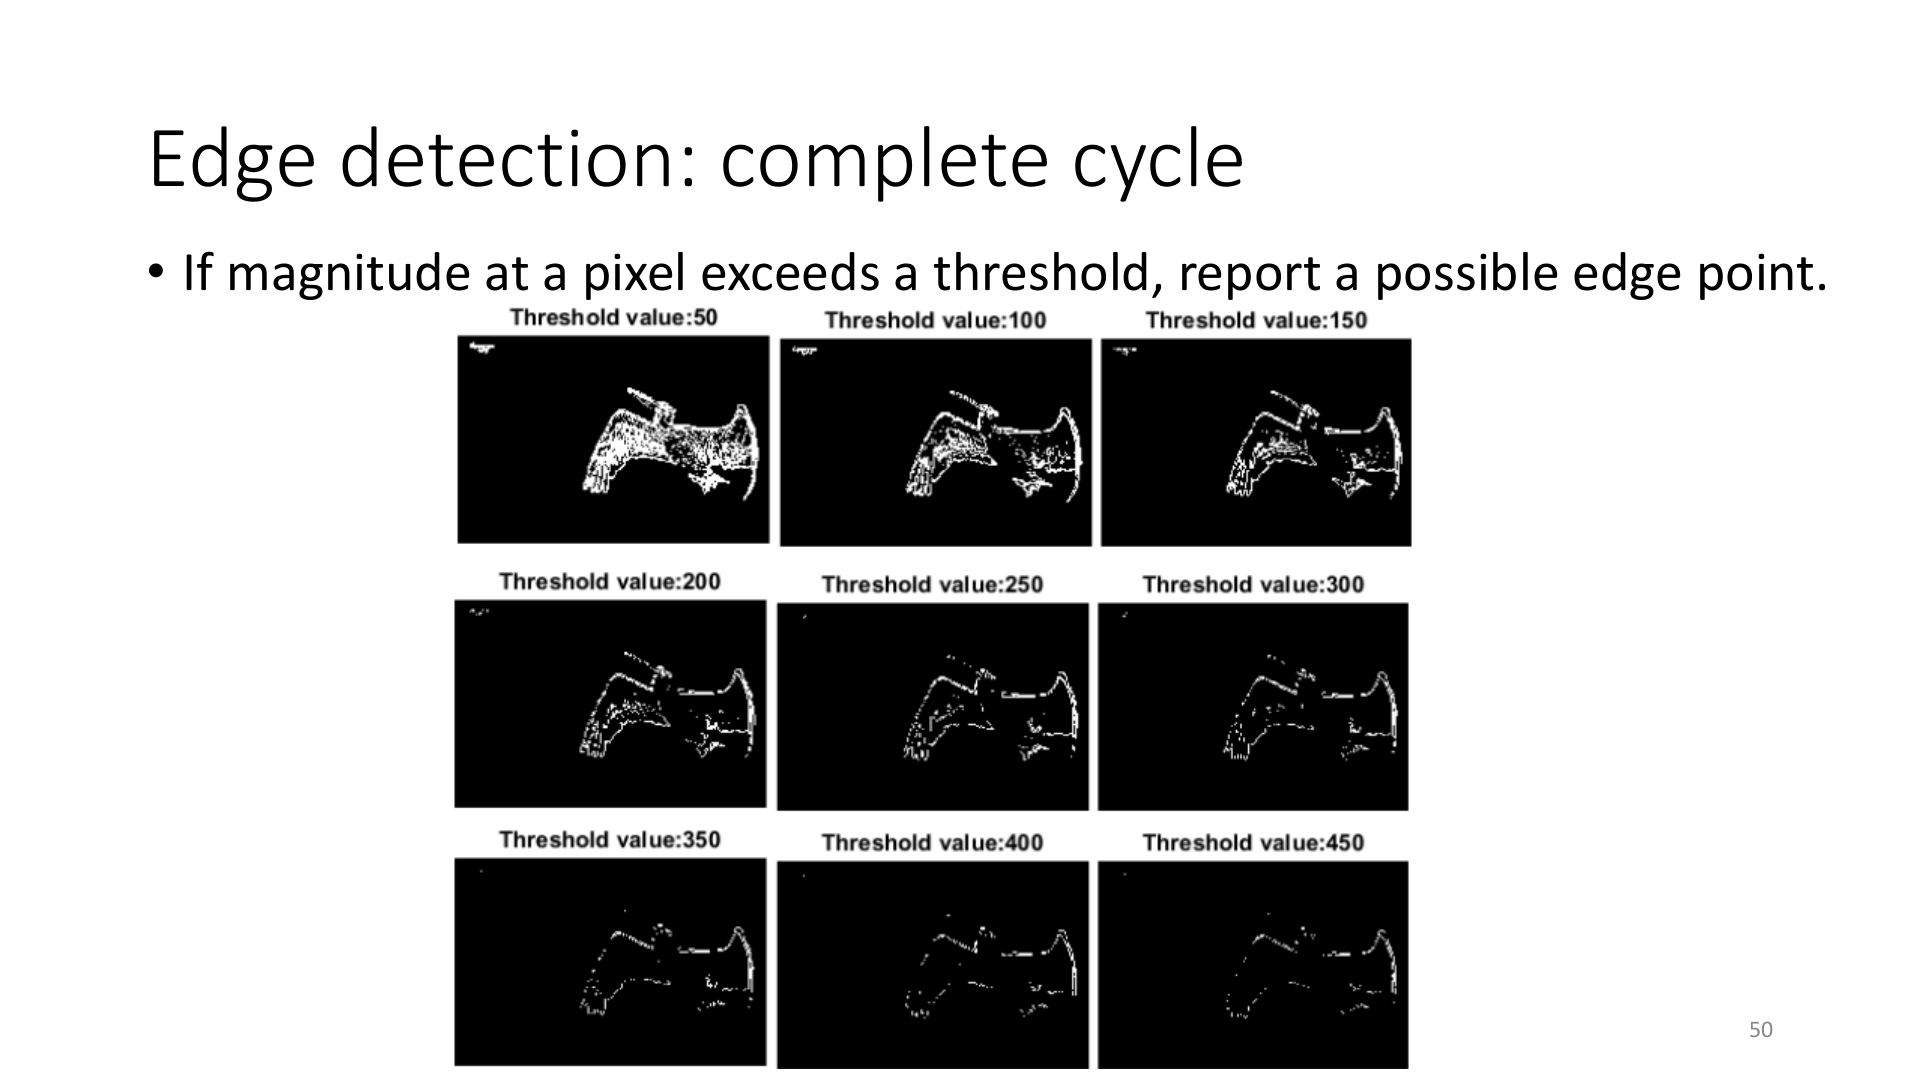 Edge detection: complete cycle
• If magnitude at a pixel exceeds a threshold, report a possible edge point.
Threshold value:50
Threshold value:100
Threshold value:150
Threshold value:200
Threshold value:250
Threshold value:300
Threshold value:350
Threshold value:400
Threshold value:450
50